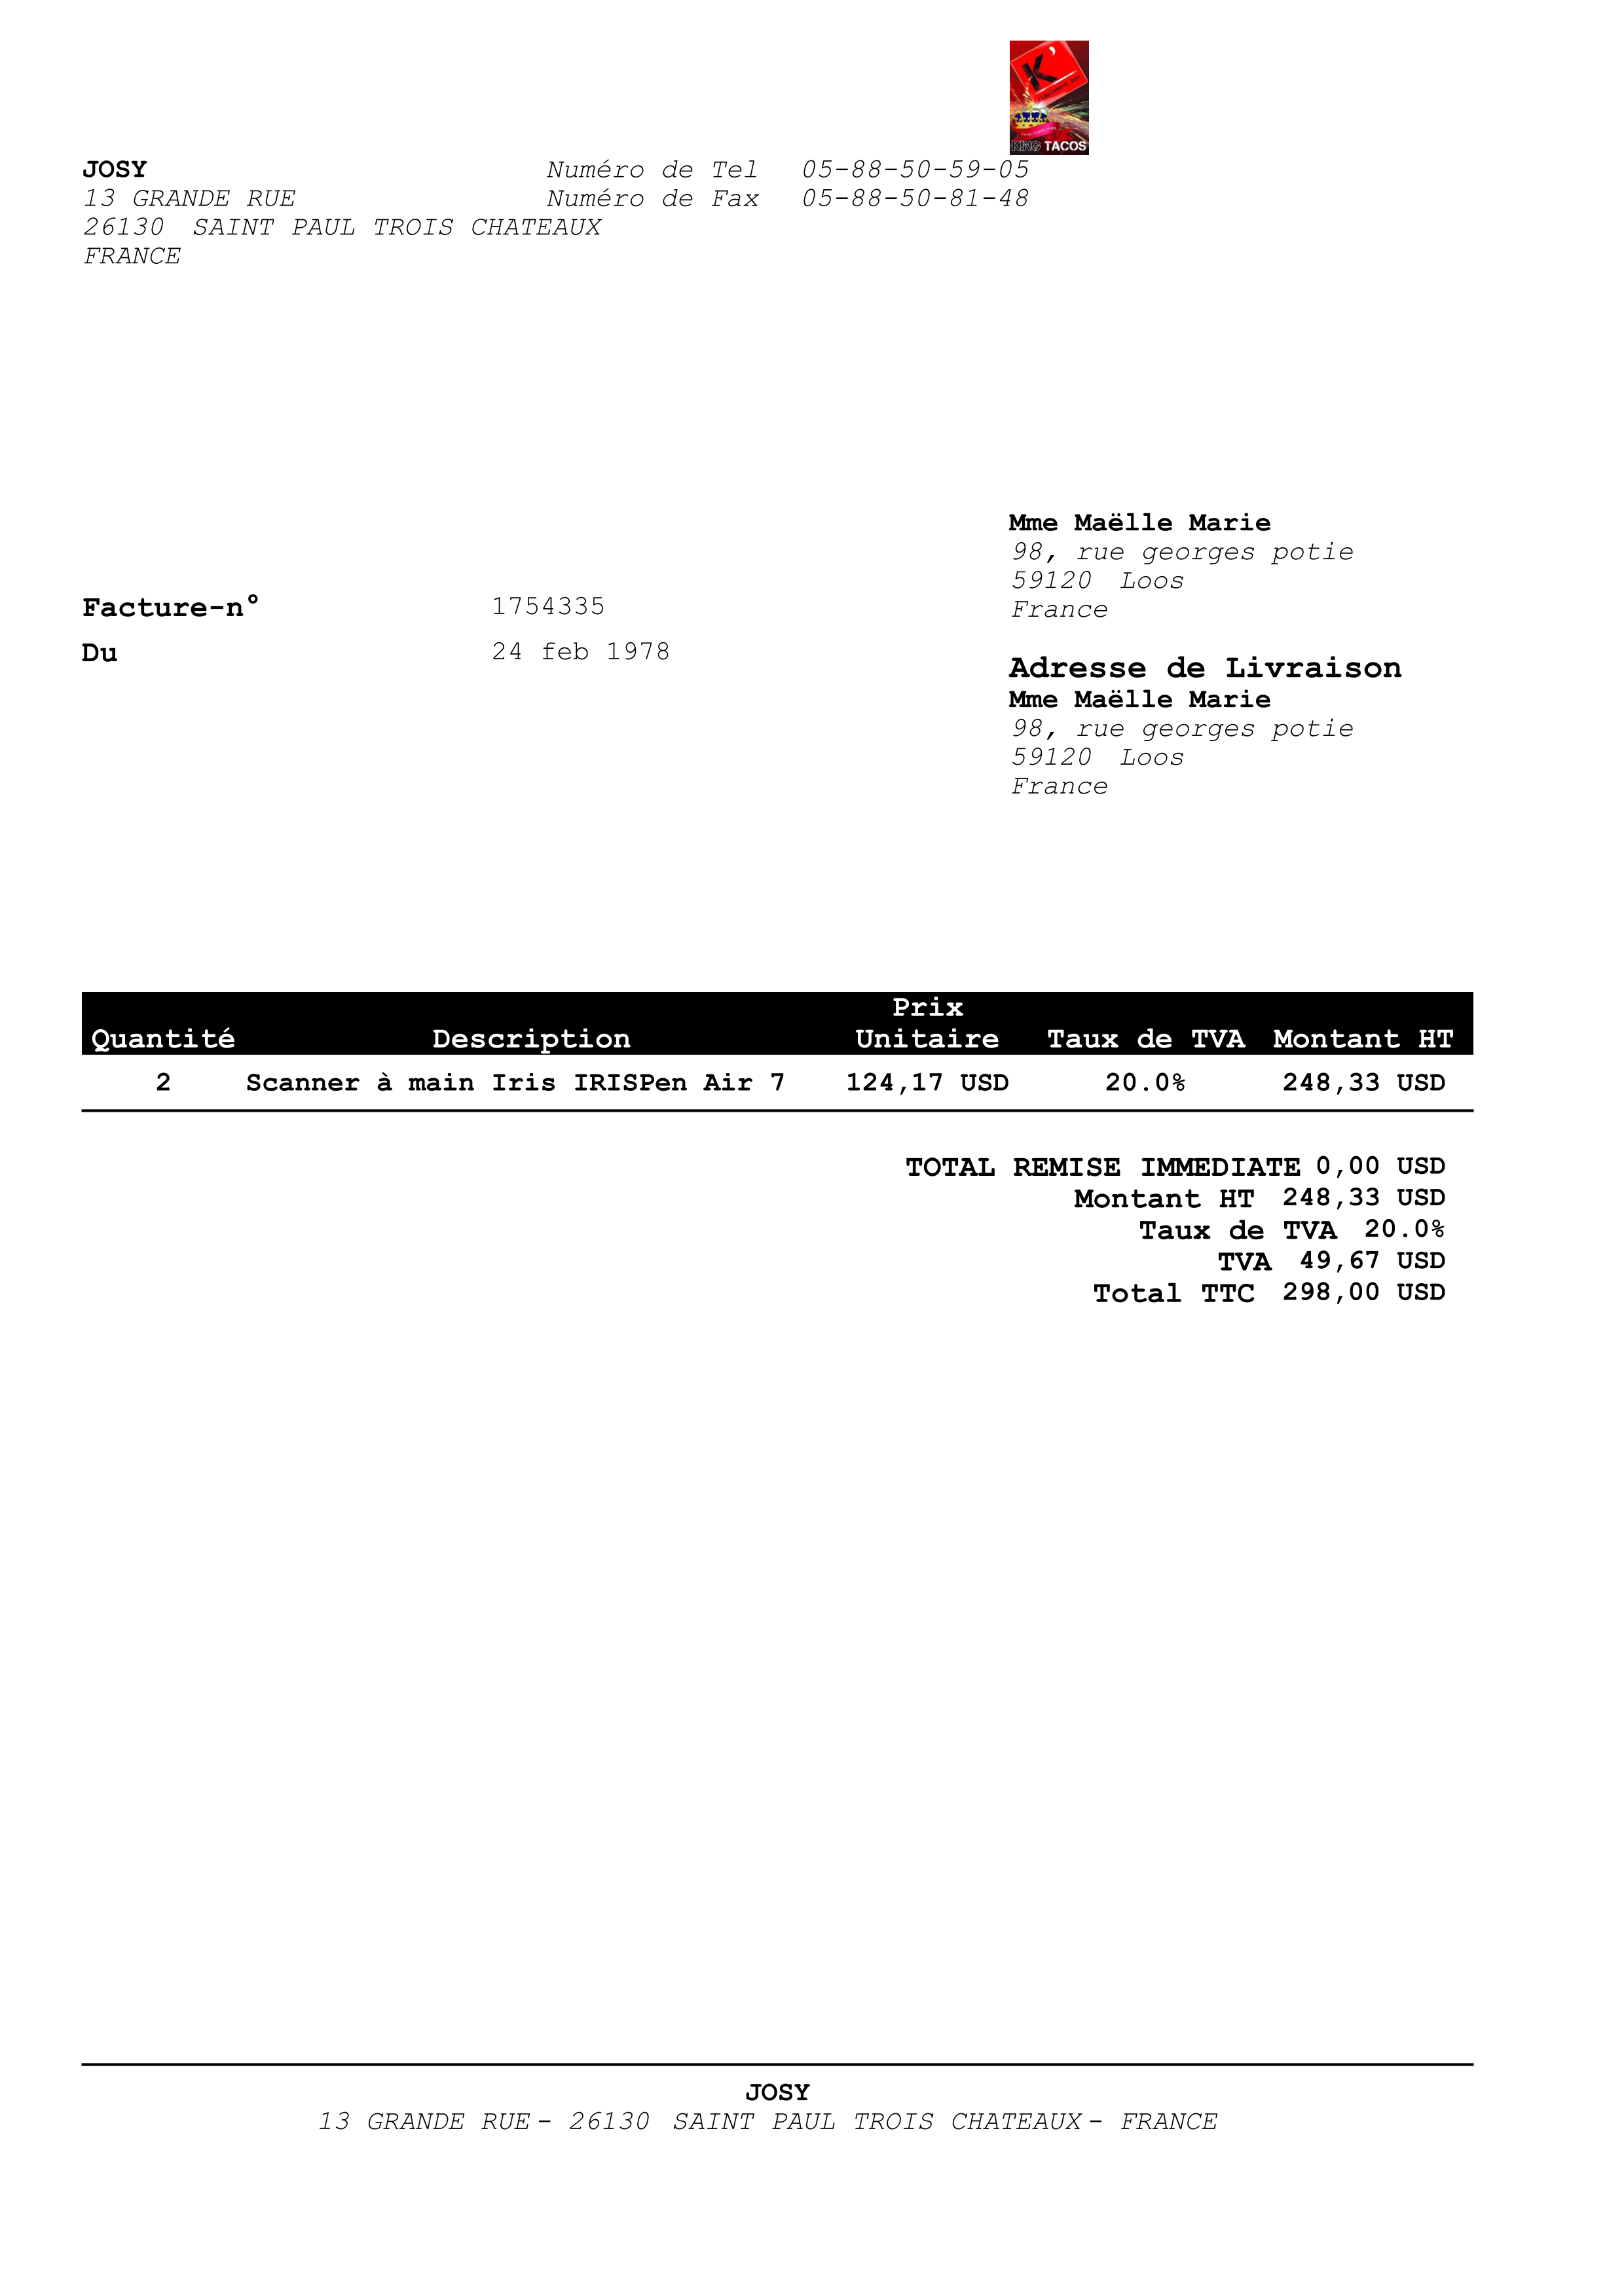 K'
KING TACOS
JOSY
Numéro de Tel 05-88-50-59-05
13 GRANDE RUE
Numéro de Fax 05-88-50-81-48
26130 SAINT PAUL TROIS CHATEAUX
FRANCE
Mme Maëlle Marie
98, rue georges potie
59120 Loos
France
Facture-n° 1754335
Du 24 feb 1978
Adresse de Livraison
Mme Maëlle Marie
98, rue georges potie
59120 Loos
France
Quantité Description Prix Unitaire Taux de TVA Montant HT
2 Scanner à main Iris IRISPen Air 7 124,17 USD 20.0% 248,33 USD
TOTAL REMISE IMMEDIATE 0,00 USD
Montant HT 248,33 USD
Taux de TVA 20.0%
TVA 49,67 USD
Total TTC 298,00 USD
JOSY
13 GRANDE RUE - 26130 SAINT PAUL TROIS CHATEAUX - FRANCE